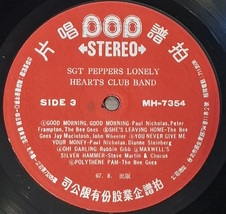 片唱譜拍
STEREO
SGT PEPPERS LONELY
HEARTS CLUB BAND
SIDE 3
MH-7354
①GOOD MORNING, GOOD MORNING-Paul Nicholas, Peter
Frampton, The Bee Gees ②SHE'S LEAVING HOME-The Bee
Gees Jay Macintosh, John Wheeler ③YOU NEVER GIVE ME
YOUR MONEY-Paul Nicholas, Dianne Steinberg
④OH! DARLING-Robbie Gibb ⑤MAXWELL'S
SILVER HAMMER-Steve Martin & Chorus
⑥POLYTHENE PAM-The Bee Gees
67. 8. 出版
司公限有份股業企譜拍